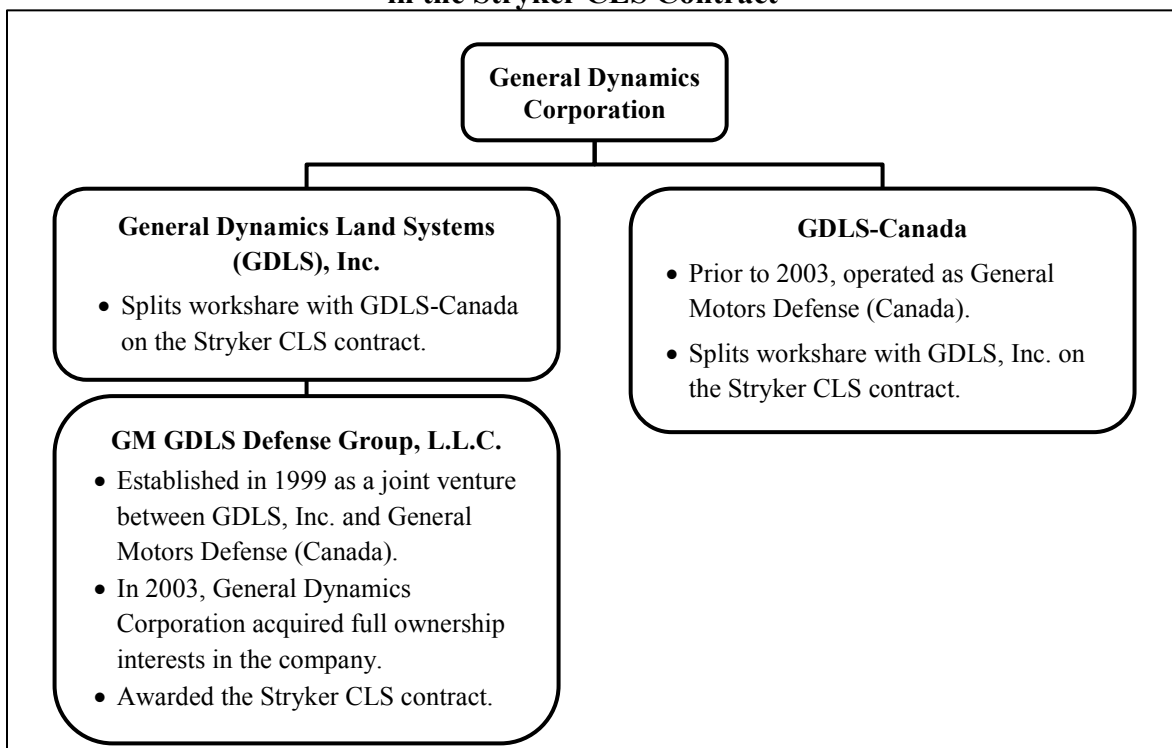 in the Stryker CLS Contract
General Dynamics
Corporation
General Dynamics Land Systems
(GDLS), Inc.
• Splits workshare with GDLS-Canada
on the Stryker CLS contract.
GDLS-Canada
• Prior to 2003, operated as General
Motors Defense (Canada).
• Splits workshare with GDLS, Inc. on
the Stryker CLS contract.
GM GDLS Defense Group, L.L.C.
• Established in 1999 as a joint venture
between GDLS, Inc. and General
Motors Defense (Canada).
• In 2003, General Dynamics
Corporation acquired full ownership
interests in the company.
• Awarded the Stryker CLS contract.